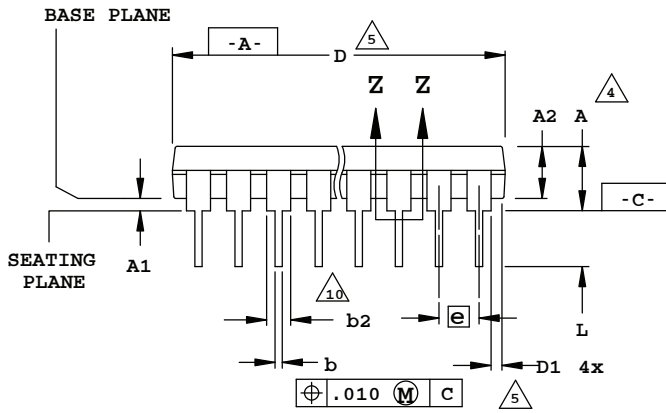 BASE PLANE
-A-
5
D
Z Z
4
A2 A
-C-
SEATING
PLANE
A1
10
b2
e
L
b
D1 4x
⌖ .010 Ⓜ C
5